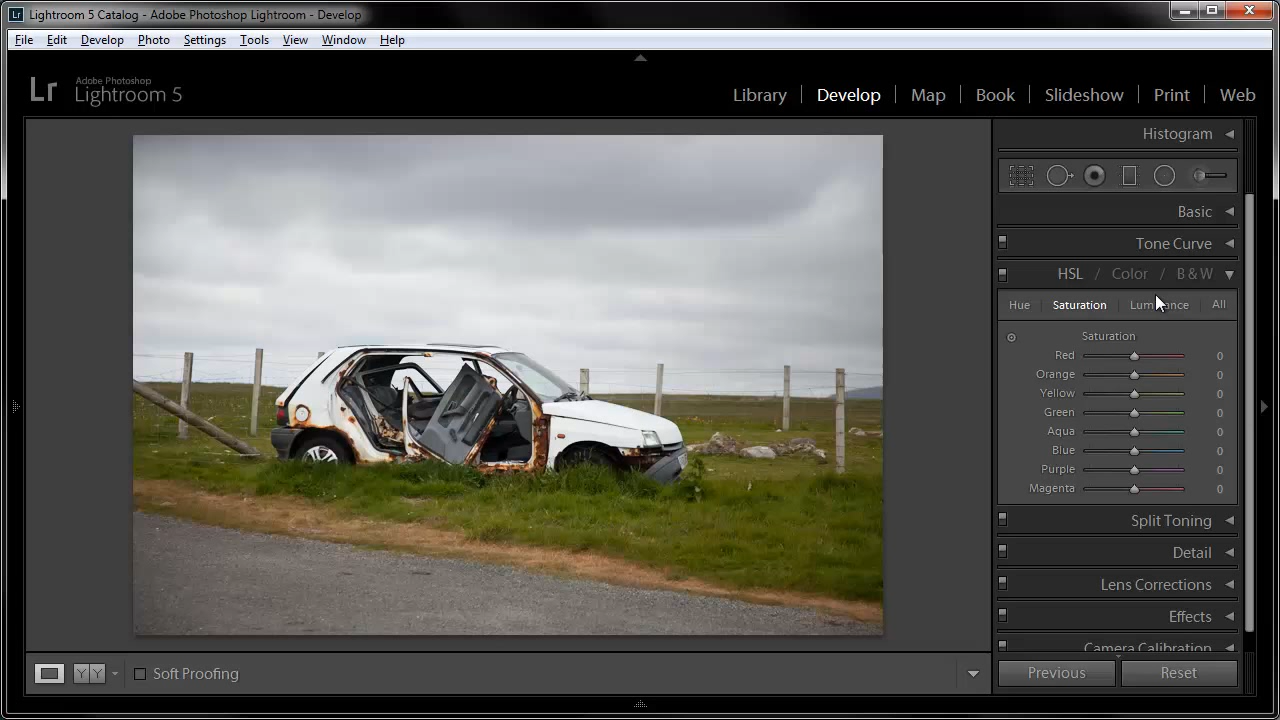 Lr Lightroom 5 Catalog - Adobe Photoshop Lightroom - Develop
File Edit Develop Photo Settings Tools View Window Help
Lr Adobe Photoshop
Lightroom 5
Library Develop Map Book Slideshow Print Web
Histogram
Basic
Tone Curve
HSL / Color / B & W
Hue Saturation Luminance All
Saturation
Red 0
Orange 0
Yellow 0
Green 0
Aqua 0
Blue 0
Purple 0
Magenta 0
Split Toning
Detail
Lens Corrections
Effects
Camera Calibration
Y Y Soft Proofing
Previous Reset